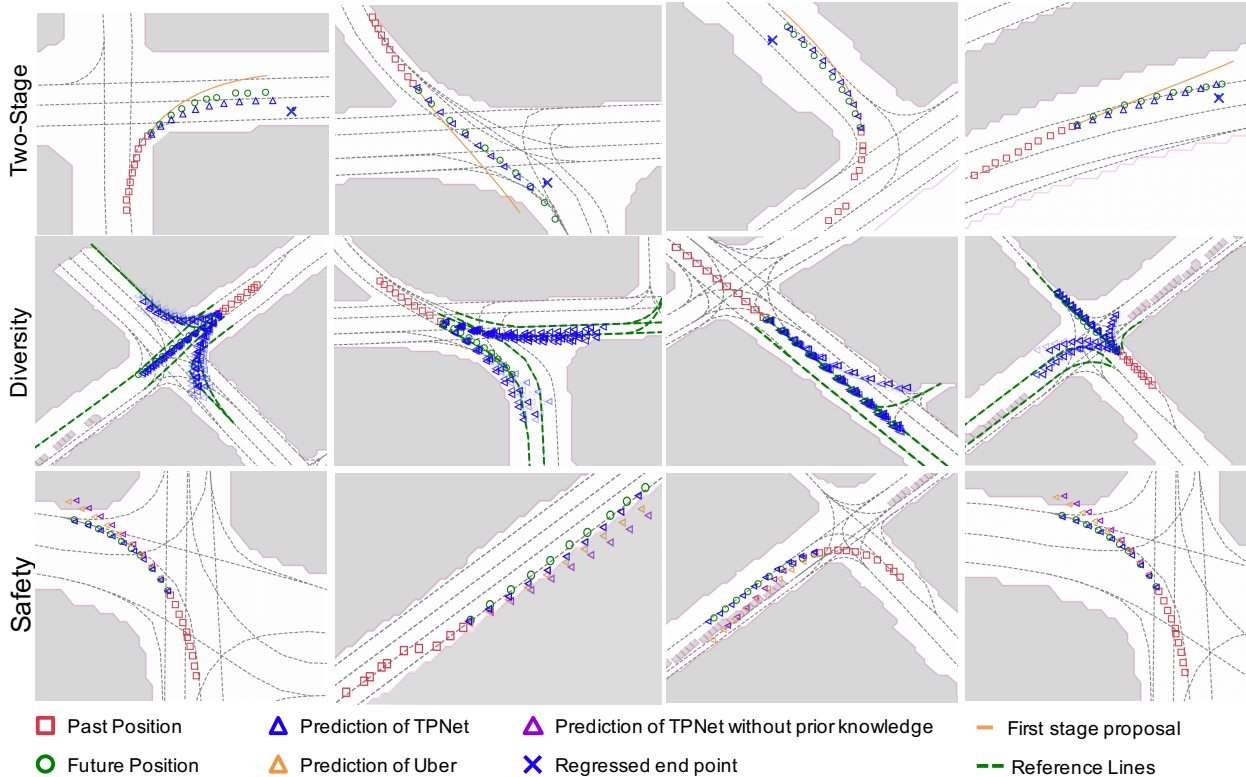 Two-Stage
Diversity
Safety
Past Position
Prediction of TPNet
Prediction of TPNet without prior knowledge
First stage proposal
Future Position
Prediction of Uber
Regressed end point
Reference Lines